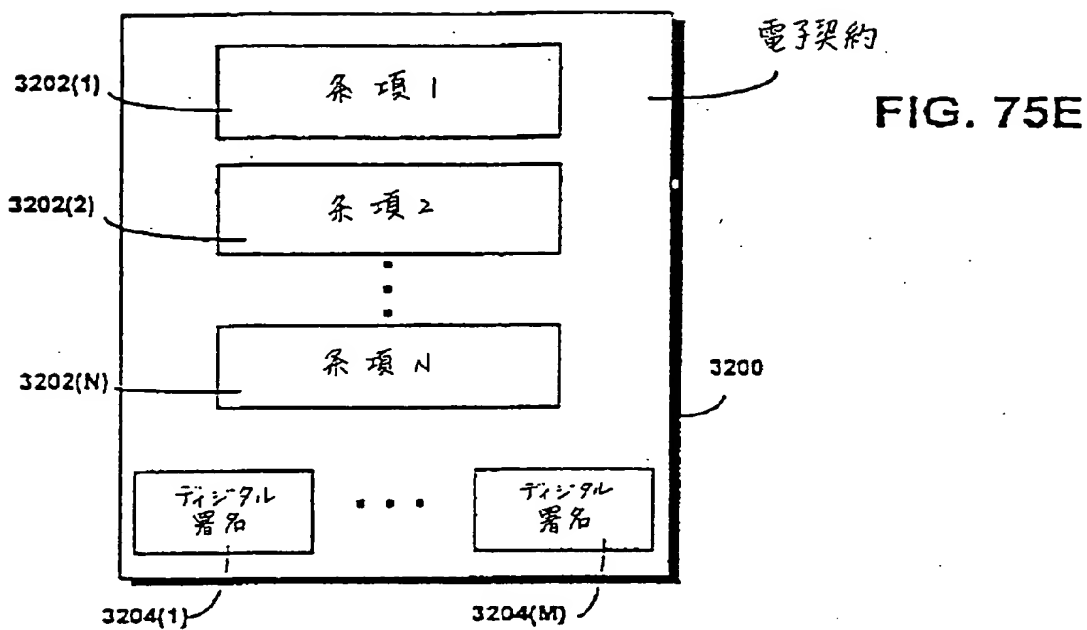 電子契約
FIG. 75E
3202(1)
条項1
3202(2)
条項2
3202(N)
条項N
3200
ディジタル
署名
ディジタル
署名
3204(1)
3204(M)